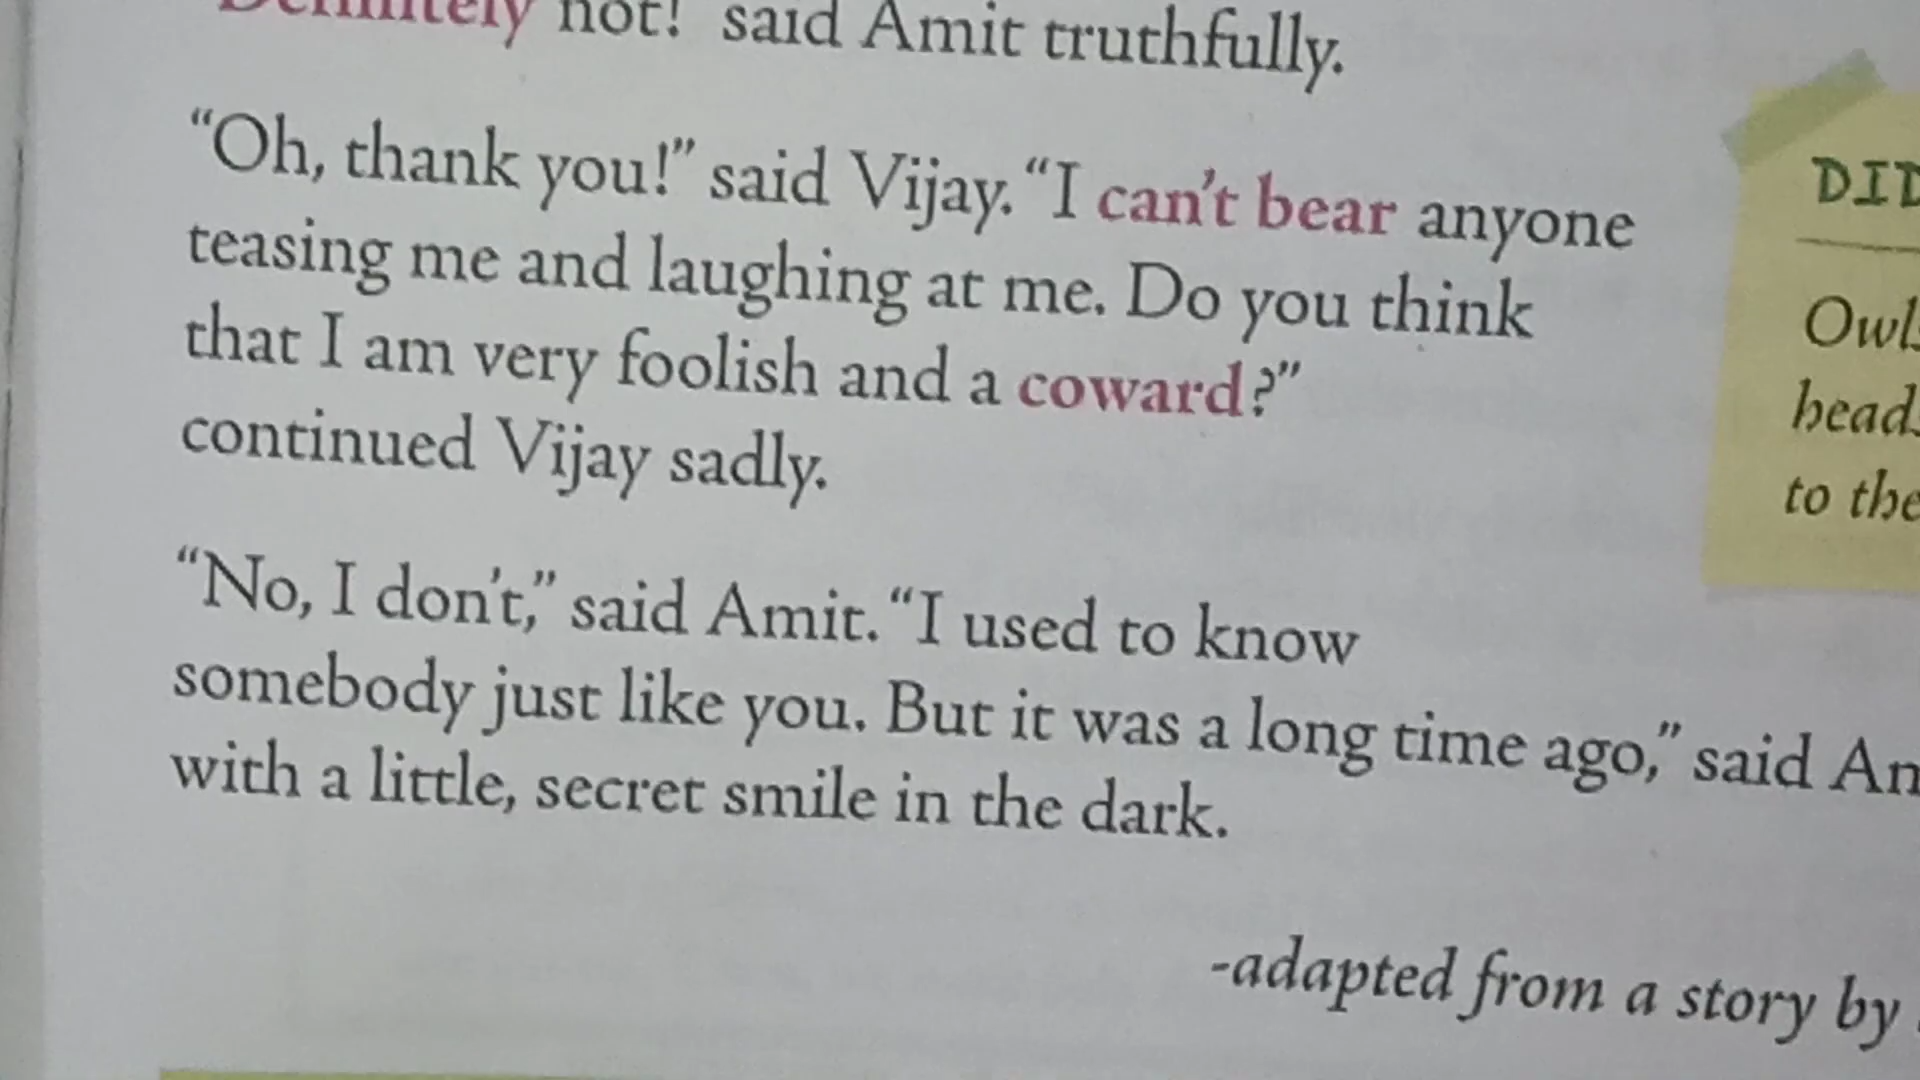 Definitely not! said Amit truthfully.
“Oh, thank you!” said Vijay. “I can't bear anyone
teasing me and laughing at me. Do you think
that I am very foolish and a coward?”
continued Vijay sadly.
“No, I don't,” said Amit. “I used to know
somebody just like you. But it was a long time ago,” said
with a little, secret smile in the dark.
-adapted from a story by
DID
to the